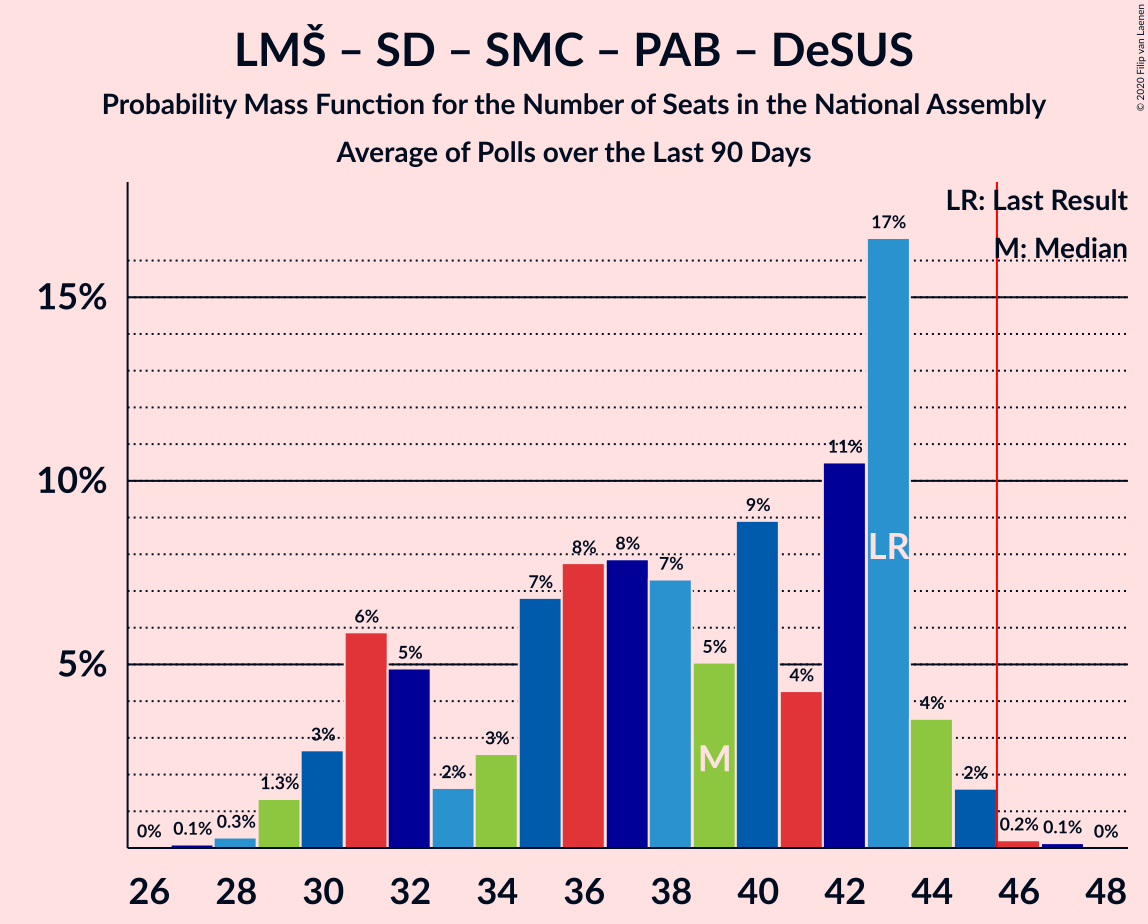 LMŠ – SD – SMC – PAB – DeSUS
Probability Mass Function for the Number of Seats in the National Assembly
Average of Polls over the Last 90 Days
© 2020 Filip van Laenen
LR: Last Result
M: Median
15%
10%
5%
0%
0.1%
0.3%
1.3%
3%
6%
5%
2%
3%
7%
8%
8%
7%
5%
9%
4%
11%
17%
4%
2%
0.2%
0.1%
0%
LR
M
26 28 30 32 34 36 38 40 42 44 46 48